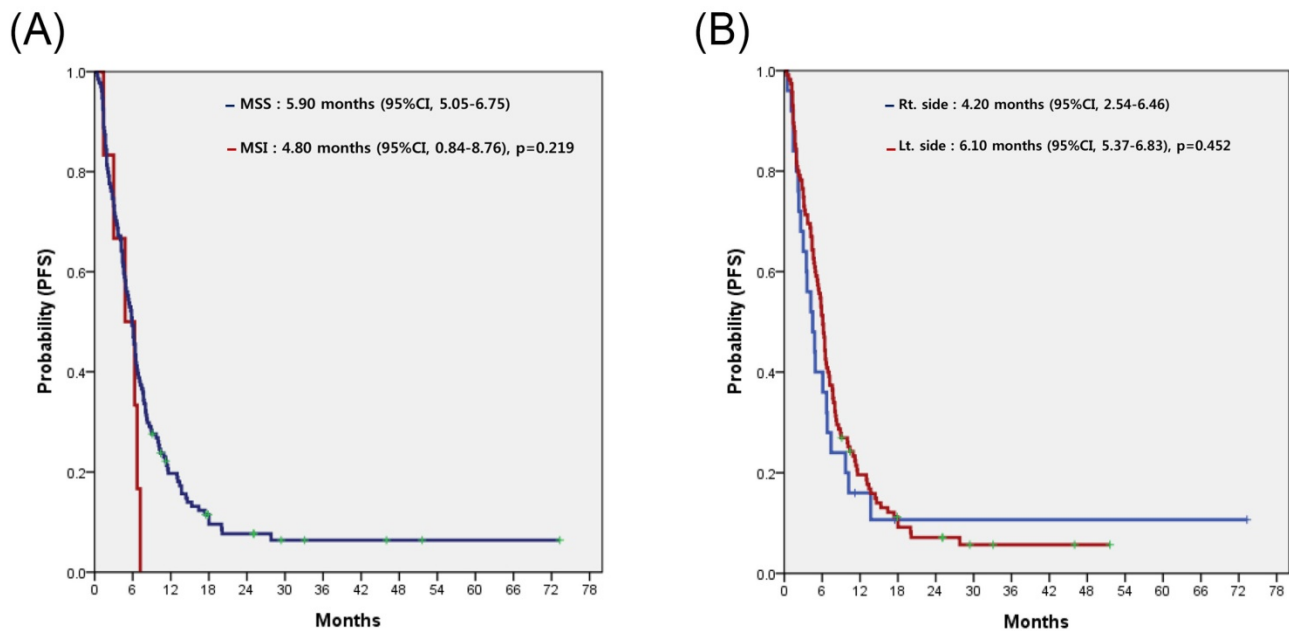 (A)
MSS : 5.90 months (95%CI, 5.05-6.75)
MSI : 4.80 months (95%CI, 0.84-8.76), p=0.219
Probability (PFS)
1.0
0.8
0.6
0.4
0.2
0.0
0 6 12 18 24 30 36 42 48 54 60 66 72 78
Months
(B)
Rt. side : 4.20 months (95%CI, 2.54-6.46)
Lt. side : 6.10 months (95%CI, 5.37-6.83), p=0.452
Probability (PFS)
1.0
0.8
0.6
0.4
0.2
0.0
0 6 12 18 24 30 36 42 48 54 60 66 72 78
Months